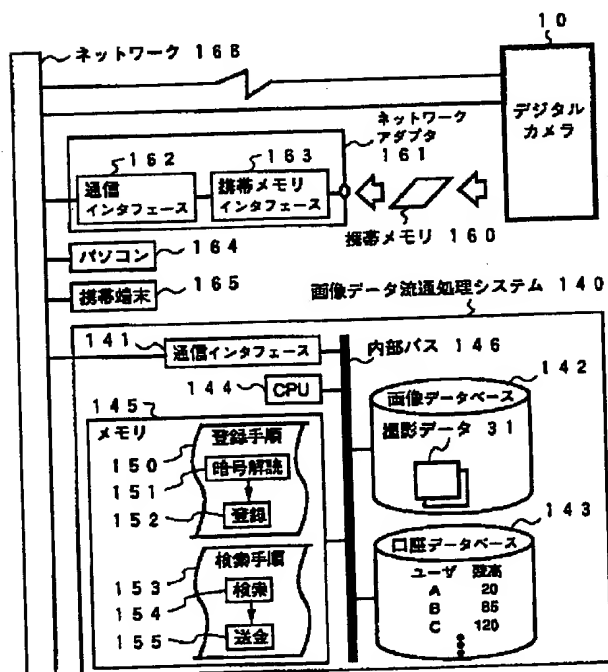 ネットワーク 168
10
デジタル
カメラ
ネットワーク
アダプタ
161
162
163
通信
インタフェース
携帯メモリ
インタフェース
携帯メモリ 160
パソコン
164
携帯端末
165
画像データ流通処理システム 140
141
通信インタフェース
内部バス 146
144
CPU
142
画像データベース
撮影データ 31
145
メモリ
登録手順
150
暗号解読
151
登録
152
143
口座データベース
ユーザ 残高
A 20
B 85
C 120
検索手順
153
検索
154
送金
155